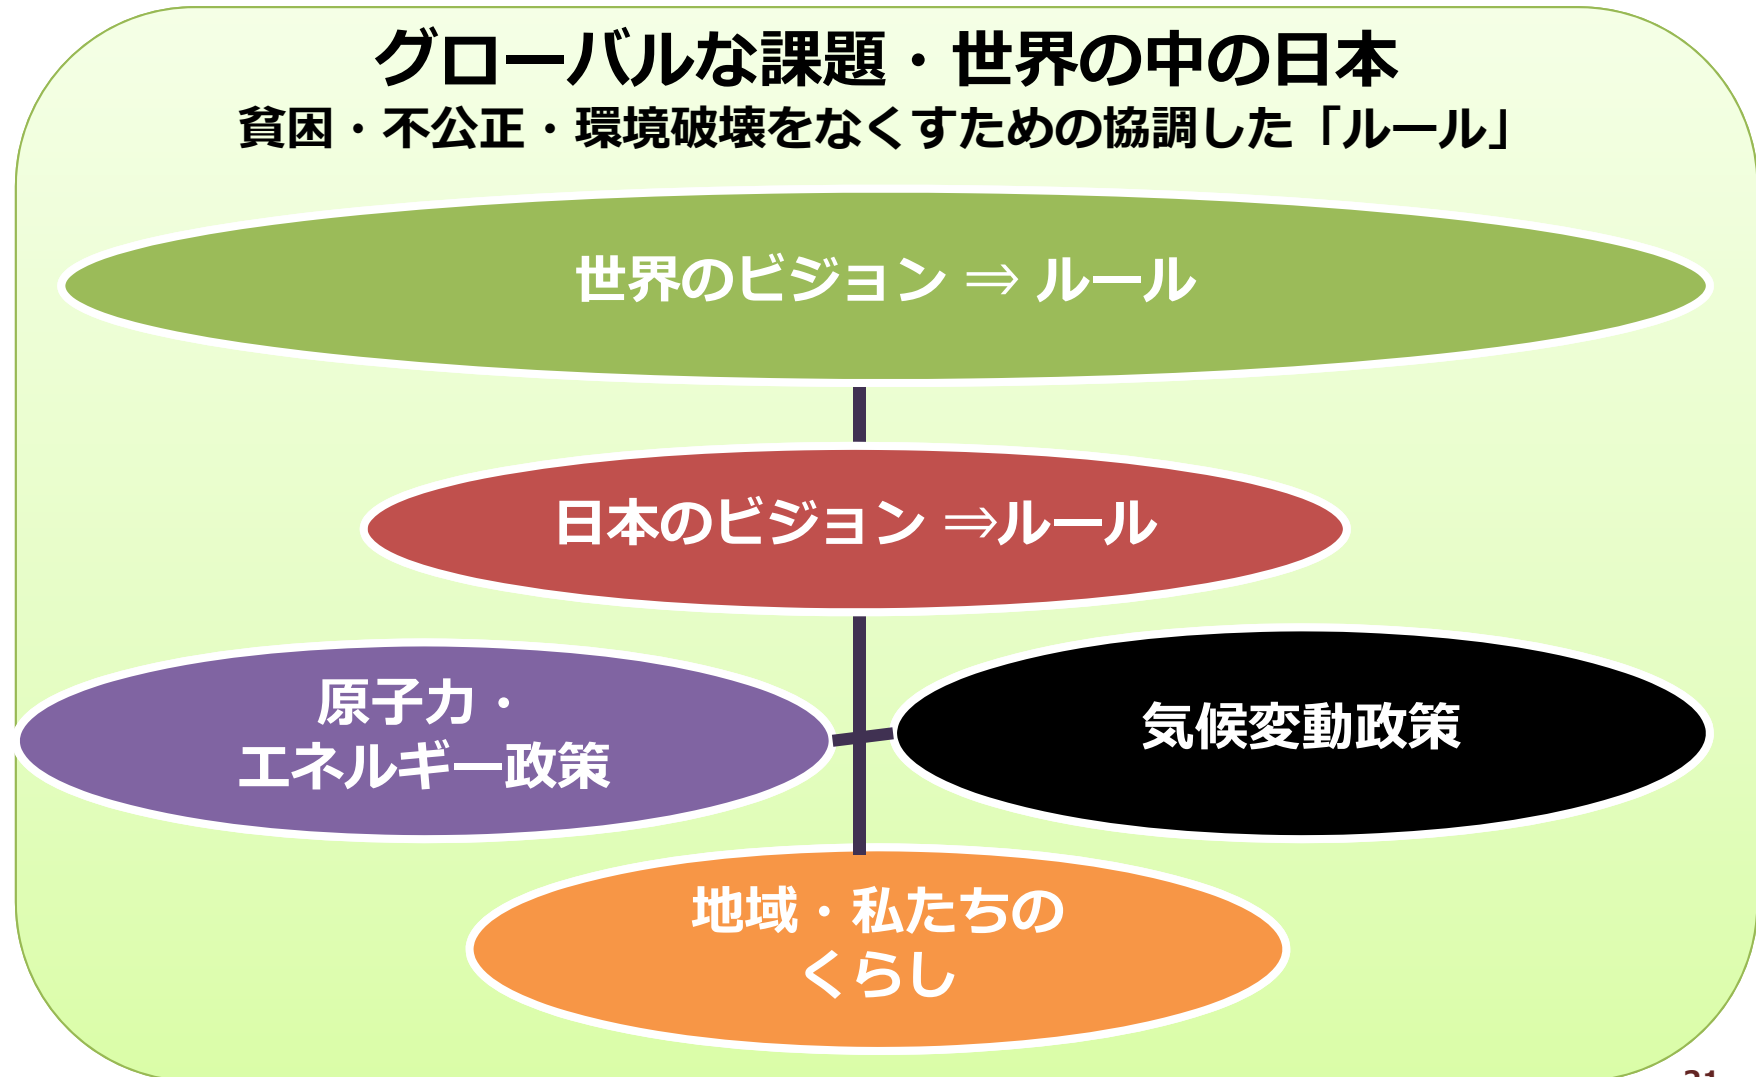 グローバルな課題・世界の中の日本
貧困・不公正・環境破壊をなくすための協調した「ルール」
世界のビジョン ⇒ ルール
日本のビジョン ⇒ルール
原子力・
エネルギー政策
気候変動政策
地域・私たちの
くらし